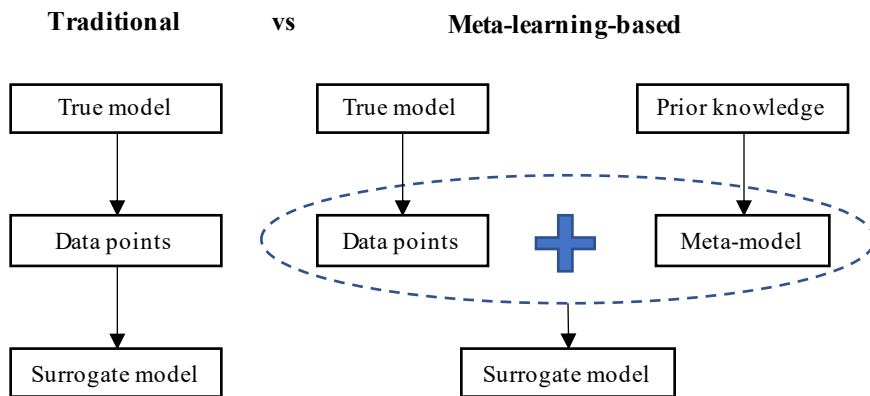 Traditional vs Meta-learning-based
True model True model Prior knowledge
Data points Data points Meta-model
Surrogate model Surrogate model